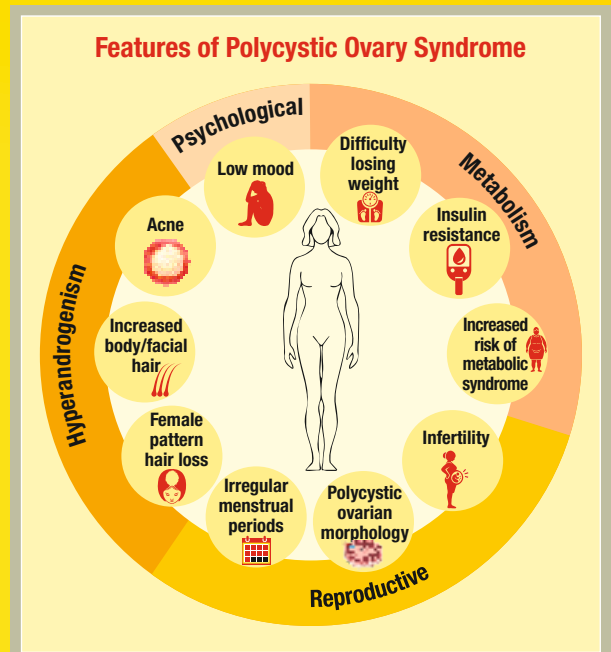 Features of Polycystic Ovary Syndrome
Psychological
Low mood
Metabolism
Difficulty
losing
weight
Insulin
resistance
Increased
risk of
metabolic
syndrome
Reproductive
Infertility
Polycystic
ovarian
morphology
Irregular
menstrual
periods
Hyperandrogenism
Female
pattern
hair loss
Increased
body/facial
hair
Acne